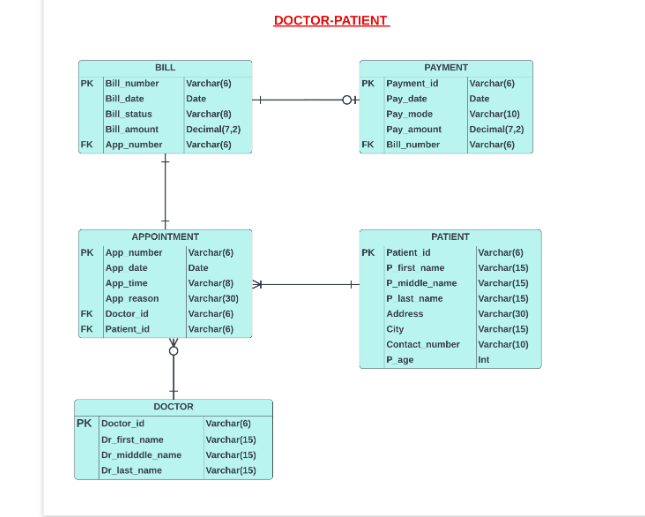 DOCTOR-PATIENT
BILL
PK Bill_number Varchar(6)
Bill_date Date
Bill_status Varchar(8)
Bill_amount Decimal(7,2)
FK App_number Varchar(6)
PAYMENT
PK Payment_id Varchar(6)
Pay_date Date
Pay_mode Varchar(10)
Pay_amount Decimal(7,2)
FK Bill_number Varchar(6)
APPOINTMENT
PK App_number Varchar(6)
App_date Date
App_time Varchar(8)
App_reason Varchar(30)
FK Doctor_id Varchar(6)
FK Patient_id Varchar(6)
PATIENT
PK Patient_id Varchar(6)
P_first_name Varchar(15)
P_middle_name Varchar(15)
P_last_name Varchar(15)
Address Varchar(30)
City Varchar(15)
Contact_number Varchar(10)
P_age Int
DOCTOR
PK Doctor_id Varchar(6)
Dr_first_name Varchar(15)
Dr_midddle_name Varchar(15)
Dr_last_name Varchar(15)